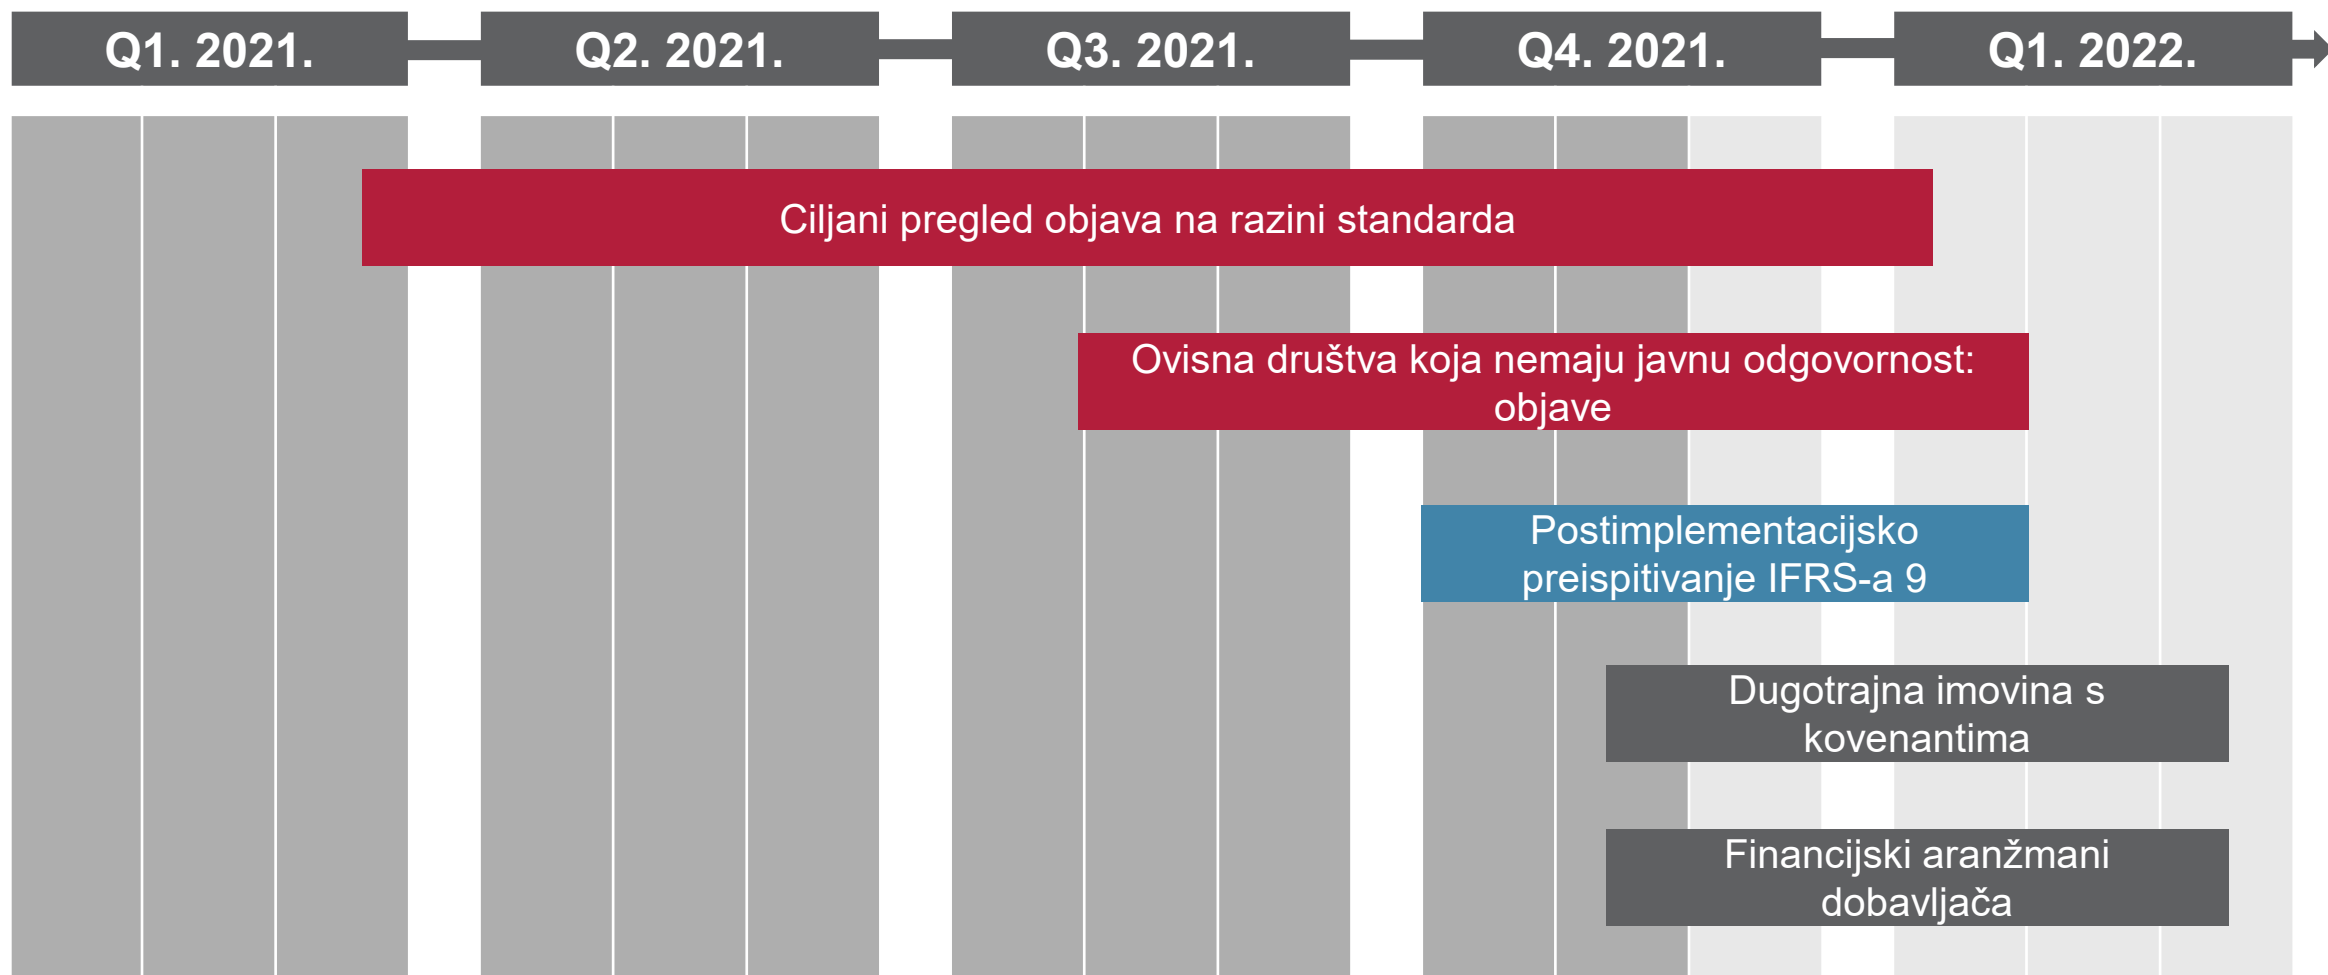 Q1. 2021.
Q2. 2021.
Q3. 2021.
Q4. 2021.
Q1. 2022.
Ciljani pregled objava na razini standarda
Ovisna društva koja nemaju javnu odgovornost:
objave
Postimplementacijsko
preispitivanje IFRS-a 9
Dugotrajna imovina s
kovenantima
Financijski aranžmani
dobavljača